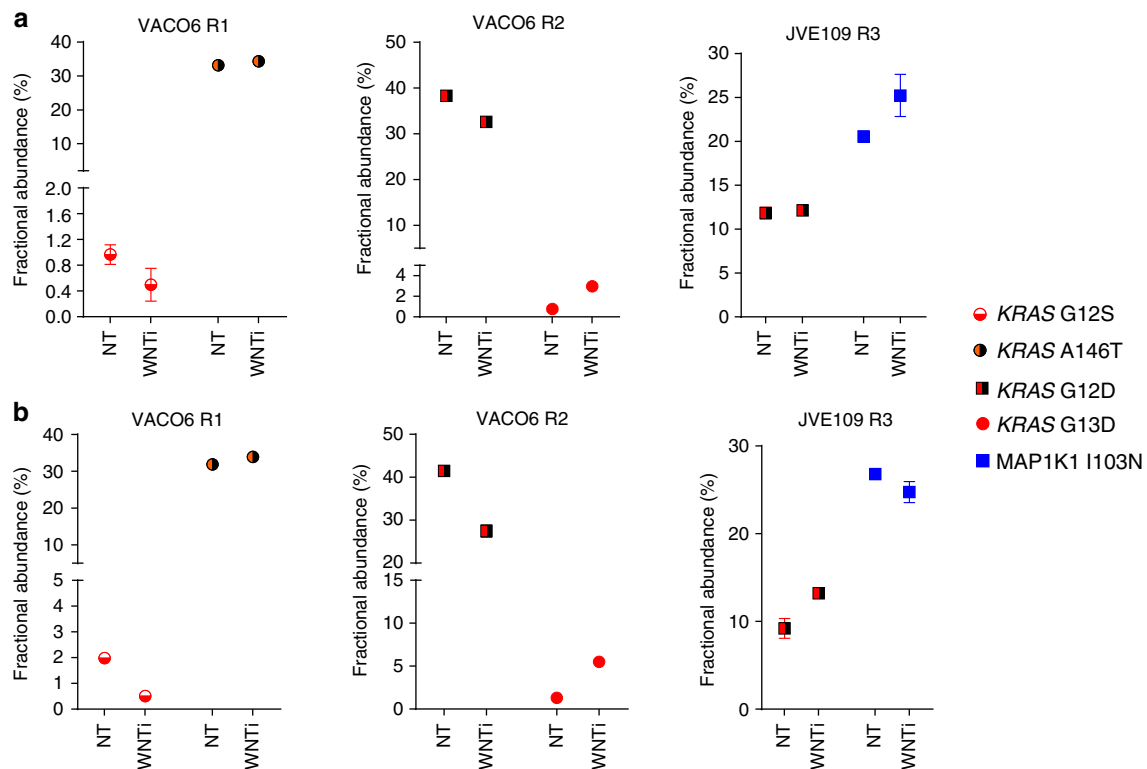 a
VACO6 R1
Fractional abundance (%)
40
30
20
10
2.0
1.6
1.2
0.8
0.4
0.0
NT
WNTi
NT
WNTi
VACO6 R2
Fractional abundance (%)
50
40
30
20
10
4
2
0
NT
WNTi
NT
WNTi
JVE109 R3
Fractional abundance (%)
30
25
20
15
10
5
0
NT
WNTi
NT
WNTi
KRAS G12S
KRAS A146T
KRAS G12D
KRAS G13D
MAP1K1 I103N
b
VACO6 R1
Fractional abundance (%)
40
30
20
10
5
4
3
2
1
0
NT
WNTi
NT
WNTi
VACO6 R2
Fractional abundance (%)
50
40
30
20
15
10
5
0
NT
WNTi
NT
WNTi
JVE109 R3
Fractional abundance (%)
30
20
10
0
NT
WNTi
NT
WNTi